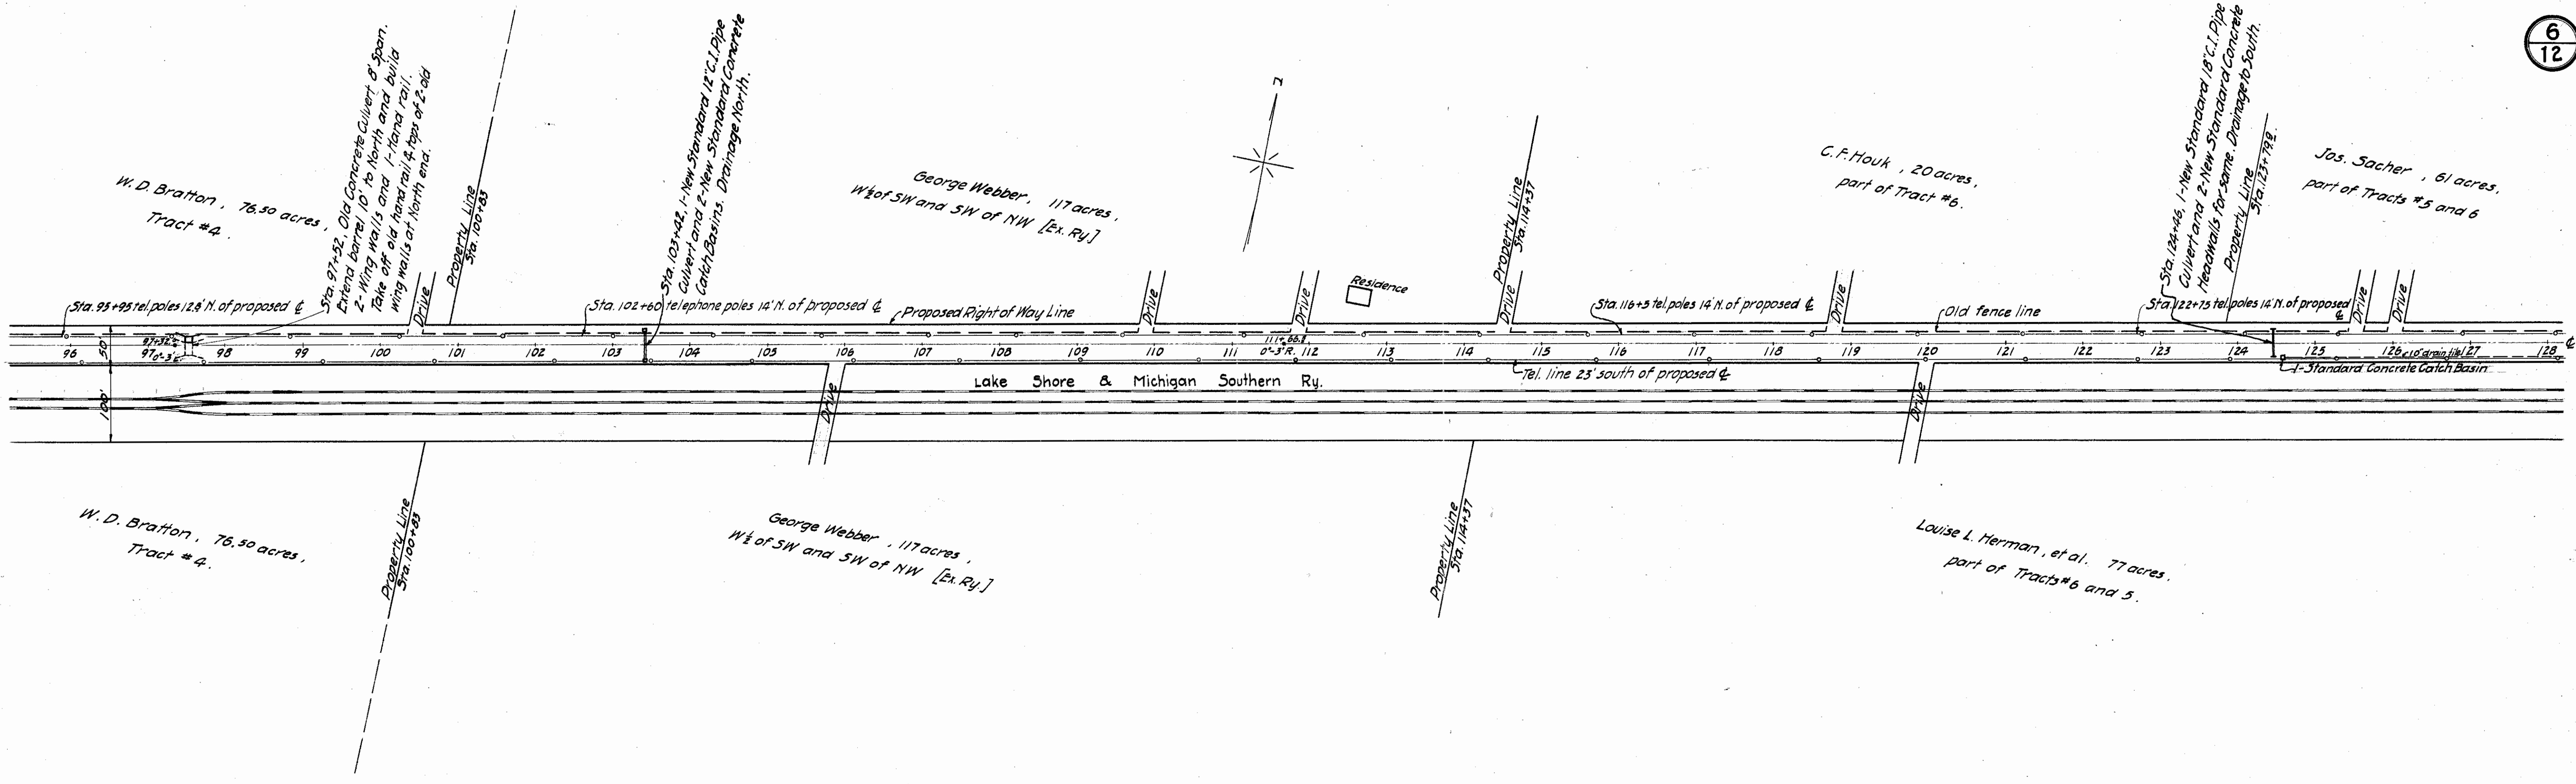 6
12
W. D. Bratton, 76.50 acres,
Tract #4.
Sta. 97+52, Old Concrete Culvert 8' Span.
Extend barrel 10' to North and build
2- Wing walls and 1-Hand rail.
Take off old hand rail & tops of 2-old
wing walls at North end.
Property Line
Sta. 100+83
Sta. 103+42, 1-New Standard 12" C.I. Pipe
Culvert and 2-New Standard Concrete
Catch Basins. Drainage North.
George Webber, 117 acres,
W½ of SW and SW of NW [Ex. Ry.]
Property Line
Sta. 114+37
C. F. Houk, 20 acres,
part of Tract #6.
Sta. 124+46, 1-New Standard 18" C.I. Pipe
Culvert and 2-New Standard Concrete
Headwalls for same. Drainage to South.
Property Line
Sta. 123+79.9
Jos. Sacher, 61 acres,
part of Tracts #5 and 6
Sta. 95+95 tel. poles 12.8' N. of proposed ℄
Drive
Sta. 102+60 telephone poles 14' N. of proposed ℄
Proposed Right of Way Line
Drive
Drive
Residence
Drive
Sta. 116+5 tel. poles 14' N. of proposed ℄
Drive
Old fence line
Sta. 122+75 tel. poles 14' N. of proposed ℄
Drive
Drive
50'
97+52
0°-3'
111+66.8
0°-3' R.
96 97 98 99 100 101 102 103 104 105 106 107 108 109 110 111 112 113 114 115 116 117 118 119 120 121 122 123 124 125 126 127 128 ℄
10" drain tile
1-Standard Concrete Catch Basin
Tel. line 23' south of proposed ℄
Lake Shore & Michigan Southern Ry.
100'
Drive
Drive
W. D. Bratton, 76.50 acres,
Tract #4.
Property Line
Sta. 100+83
George Webber, 117 acres,
W½ of SW and SW of NW [Ex. Ry.]
Property Line
Sta. 114+37
Louise L. Herman, et al. 77 acres.
part of Tracts #6 and 5.